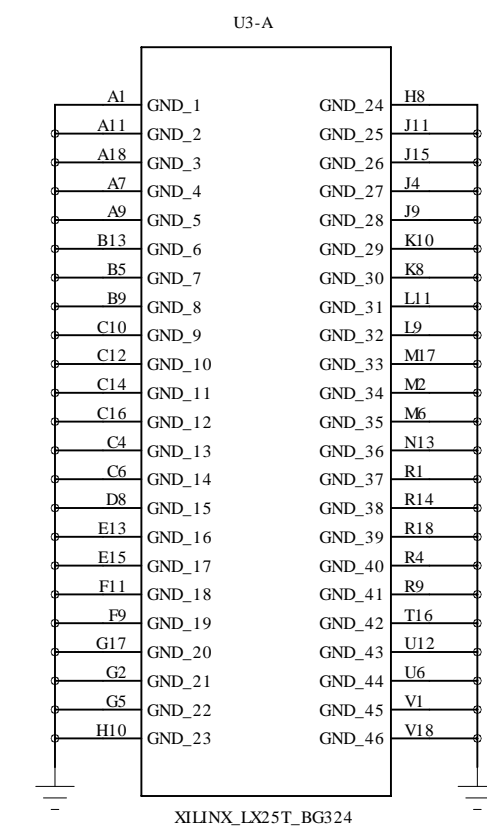 U3-A
A1 GND_1 GND_24 H8
A11 GND_2 GND_25 J11
A18 GND_3 GND_26 J15
A7 GND_4 GND_27 J4
A9 GND_5 GND_28 J9
B13 GND_6 GND_29 K10
B5 GND_7 GND_30 K8
B9 GND_8 GND_31 L11
C10 GND_9 GND_32 L9
C12 GND_10 GND_33 M17
C14 GND_11 GND_34 M2
C16 GND_12 GND_35 M6
C4 GND_13 GND_36 N13
C6 GND_14 GND_37 R1
D8 GND_15 GND_38 R14
E13 GND_16 GND_39 R18
E15 GND_17 GND_40 R4
F11 GND_18 GND_41 R9
F9 GND_19 GND_42 T16
G17 GND_20 GND_43 U12
G2 GND_21 GND_44 U6
G5 GND_22 GND_45 V1
H10 GND_23 GND_46 V18
XILINX_LX25T_BG324